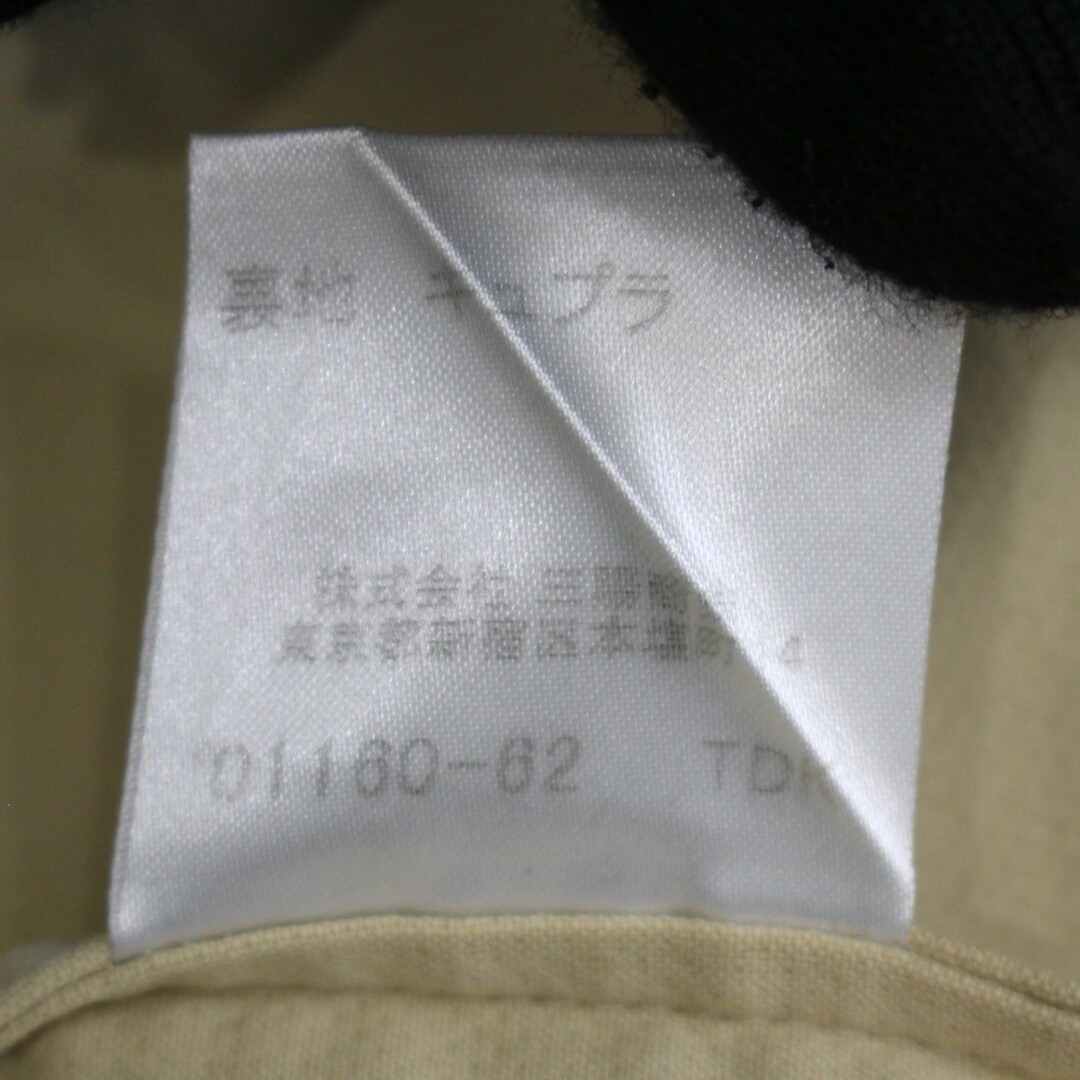 裏地　キュプラ
株式会社 三陽商会
東京都新宿区本塩町 4
01160-62 TDK